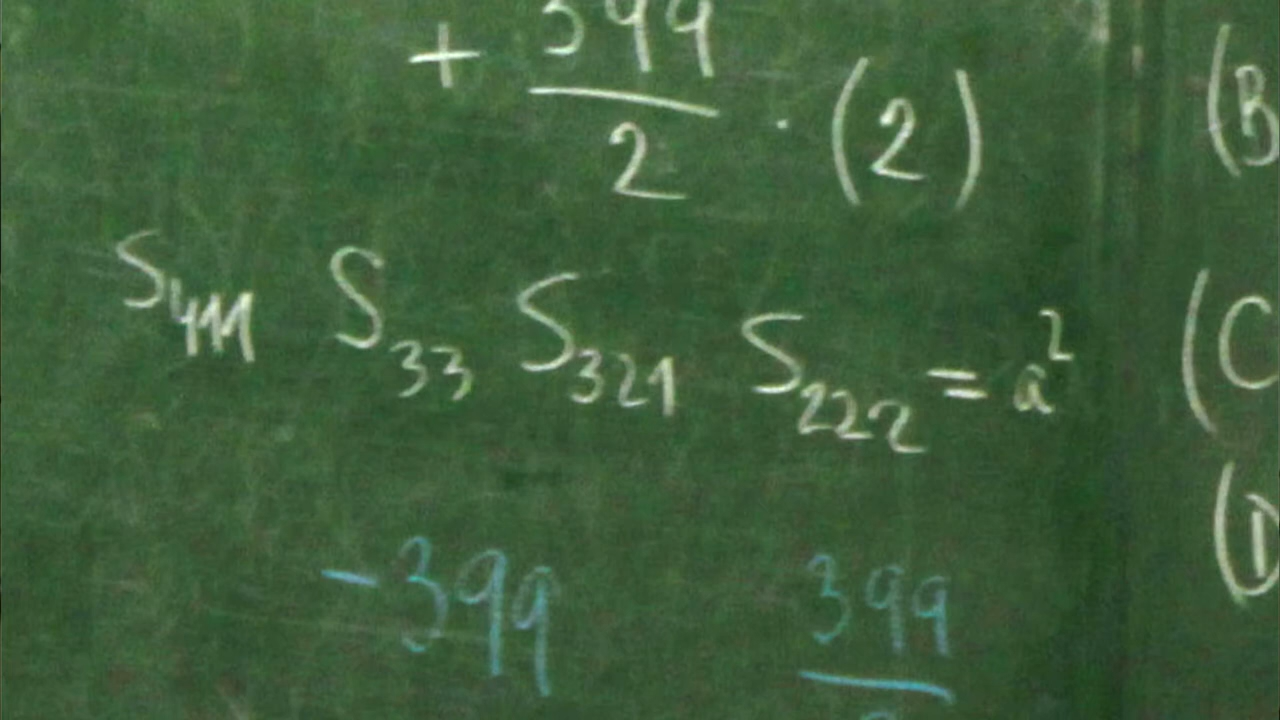 + 399/2 · (2)
(B
S₄₁₁ S₃₃ S₃₂₁ S₂₂₂ = a²
(C
(D
-399 399